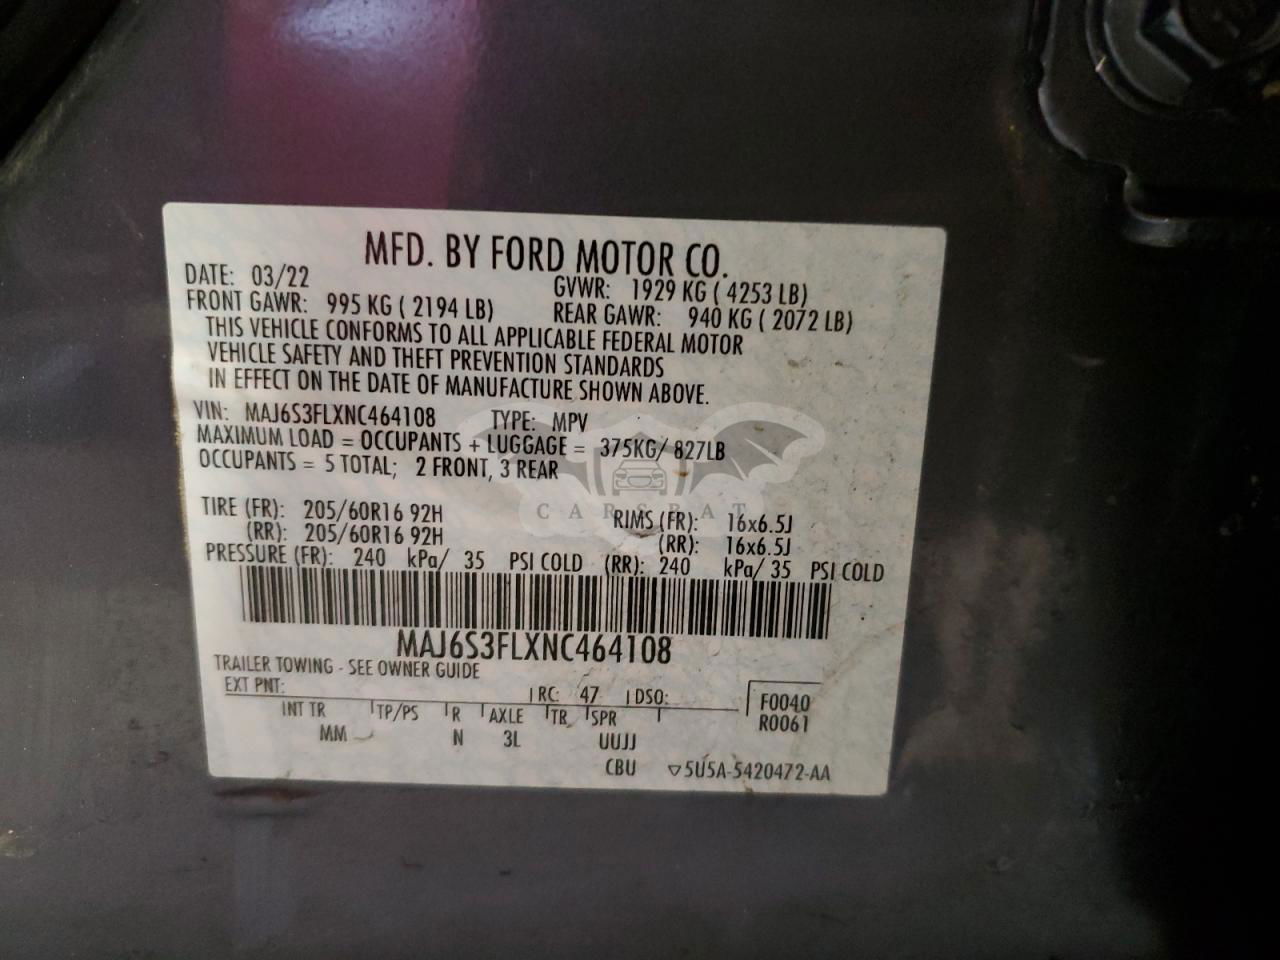 MFD. BY FORD MOTOR CO.
DATE: 03/22 GVWR: 1929 KG ( 4253 LB)
FRONT GAWR: 995 KG ( 2194 LB) REAR GAWR: 940 KG ( 2072 LB)
THIS VEHICLE CONFORMS TO ALL APPLICABLE FEDERAL MOTOR
VEHICLE SAFETY AND THEFT PREVENTION STANDARDS
IN EFFECT ON THE DATE OF MANUFACTURE SHOWN ABOVE.
VIN: MAJ6S3FLXNC464108 TYPE: MPV
MAXIMUM LOAD = OCCUPANTS + LUGGAGE = 375KG/ 827LB
OCCUPANTS = 5 TOTAL; 2 FRONT, 3 REAR
CARSBAT
TIRE (FR): 205/60R16 92H RIMS (FR): 16x6.5J
(RR): 205/60R16 92H (RR): 16x6.5J
PRESSURE (FR): 240 kPa/ 35 PSI COLD (RR): 240 kPa/ 35 PSI COLD
MAJ6S3FLXNC464108
TRAILER TOWING - SEE OWNER GUIDE
EXT PNT: RC: 47 DSO: F0040
INT TR TP/PS R AXLE TR SPR R0061
MM N 3L UUJJ
CBU ▽5U5A-5420472-AA